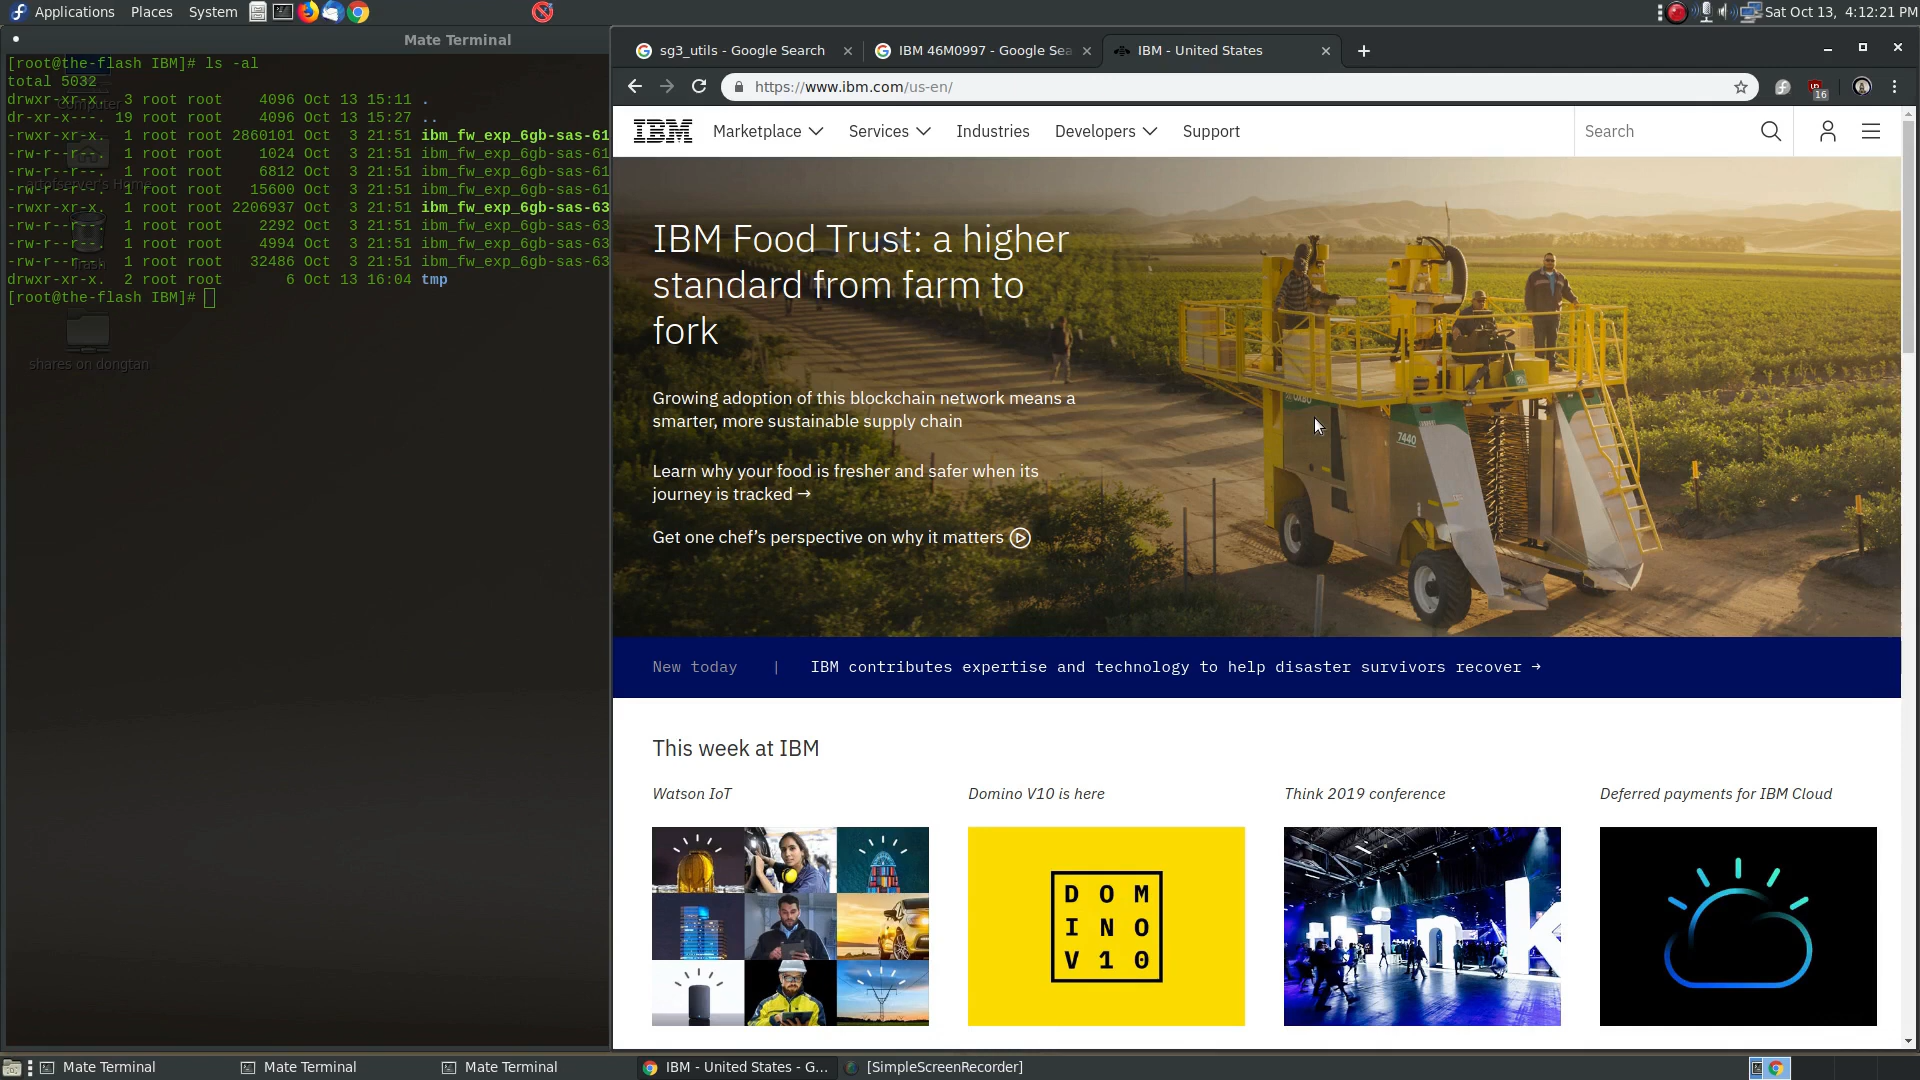 Applications Places System
Sat Oct 13, 4:12:21 PM
Mate Terminal
[root@the-flash IBM]# ls -al
total 5032
drwxr-xr-x. 3 root root 4096 Oct 13 15:11 .
dr-xr-x---. 19 root root 4096 Oct 13 15:27 ..
-rwxr-xr-x. 1 root root 2860101 Oct 3 21:51 ibm_fw_exp_6gb-sas-61
-rw-r--r--. 1 root root 1024 Oct 3 21:51 ibm_fw_exp_6gb-sas-61
-rw-r--r--. 1 root root 6812 Oct 3 21:51 ibm_fw_exp_6gb-sas-61
-rw-r--r--. 1 root root 15600 Oct 3 21:51 ibm_fw_exp_6gb-sas-61
-rwxr-xr-x. 1 root root 2206937 Oct 3 21:51 ibm_fw_exp_6gb-sas-63
-rw-r--r--. 1 root root 2292 Oct 3 21:51 ibm_fw_exp_6gb-sas-63
-rw-r--r--. 1 root root 4994 Oct 3 21:51 ibm_fw_exp_6gb-sas-63
-rw-r--r--. 1 root root 32486 Oct 3 21:51 ibm_fw_exp_6gb-sas-63
drwxr-xr-x. 2 root root 6 Oct 13 16:04 tmp
[root@the-flash IBM]#
Computer
artofserver's Home
Trash
shares on dongtan
sg3_utils - Google Search
IBM 46M0997 - Google Sea
IBM - United States
https://www.ibm.com/us-en/
16
IBM
Marketplace Services Industries Developers Support
Search
IBM Food Trust: a higher
standard from farm to
fork
Growing adoption of this blockchain network means a
smarter, more sustainable supply chain
Learn why your food is fresher and safer when its
journey is tracked →
Get one chef's perspective on why it matters
OXBO
7440
New today | IBM contributes expertise and technology to help disaster survivors recover →
This week at IBM
Watson IoT
Domino V10 is here
Think 2019 conference
Deferred payments for IBM Cloud
DOM
INO
V10
think
Mate Terminal
Mate Terminal
Mate Terminal
IBM - United States - G...
[SimpleScreenRecorder]